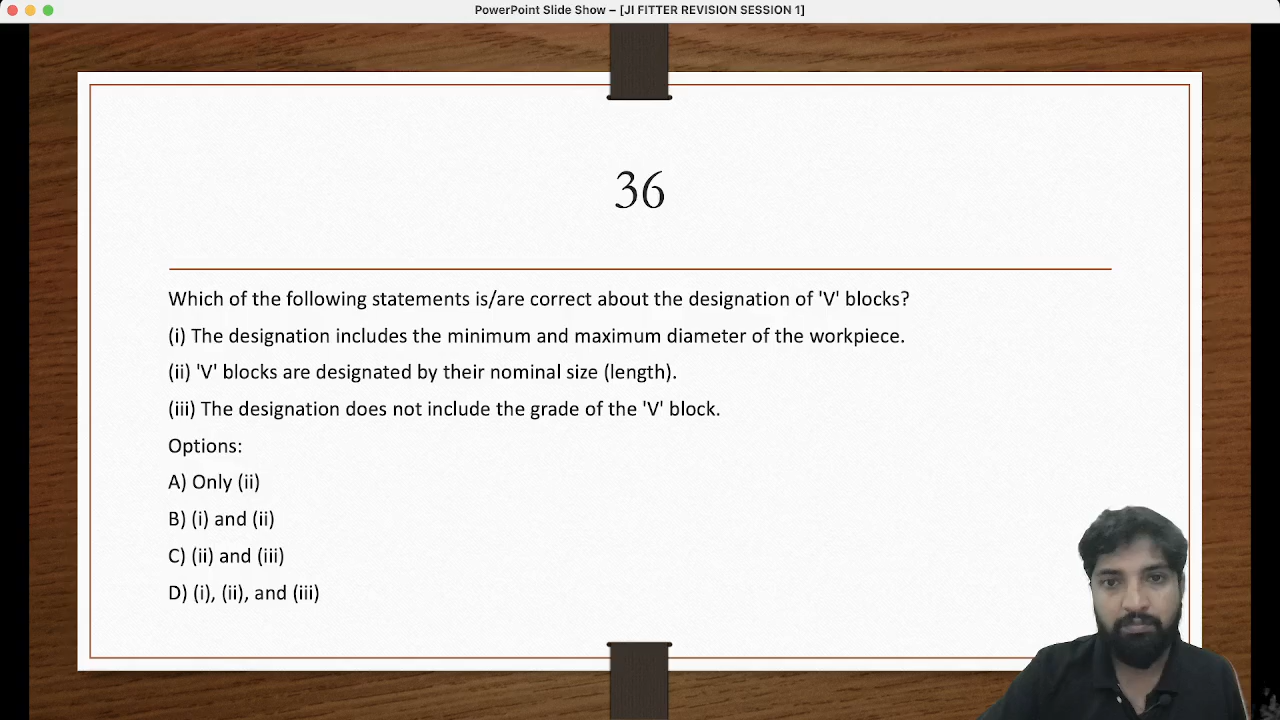 PowerPoint Slide Show – [JI FITTER REVISION SESSION 1]
36
Which of the following statements is/are correct about the designation of 'V' blocks?
(i) The designation includes the minimum and maximum diameter of the workpiece.
(ii) 'V' blocks are designated by their nominal size (length).
(iii) The designation does not include the grade of the 'V' block.
Options:
A) Only (ii)
B) (i) and (ii)
C) (ii) and (iii)
D) (i), (ii), and (iii)